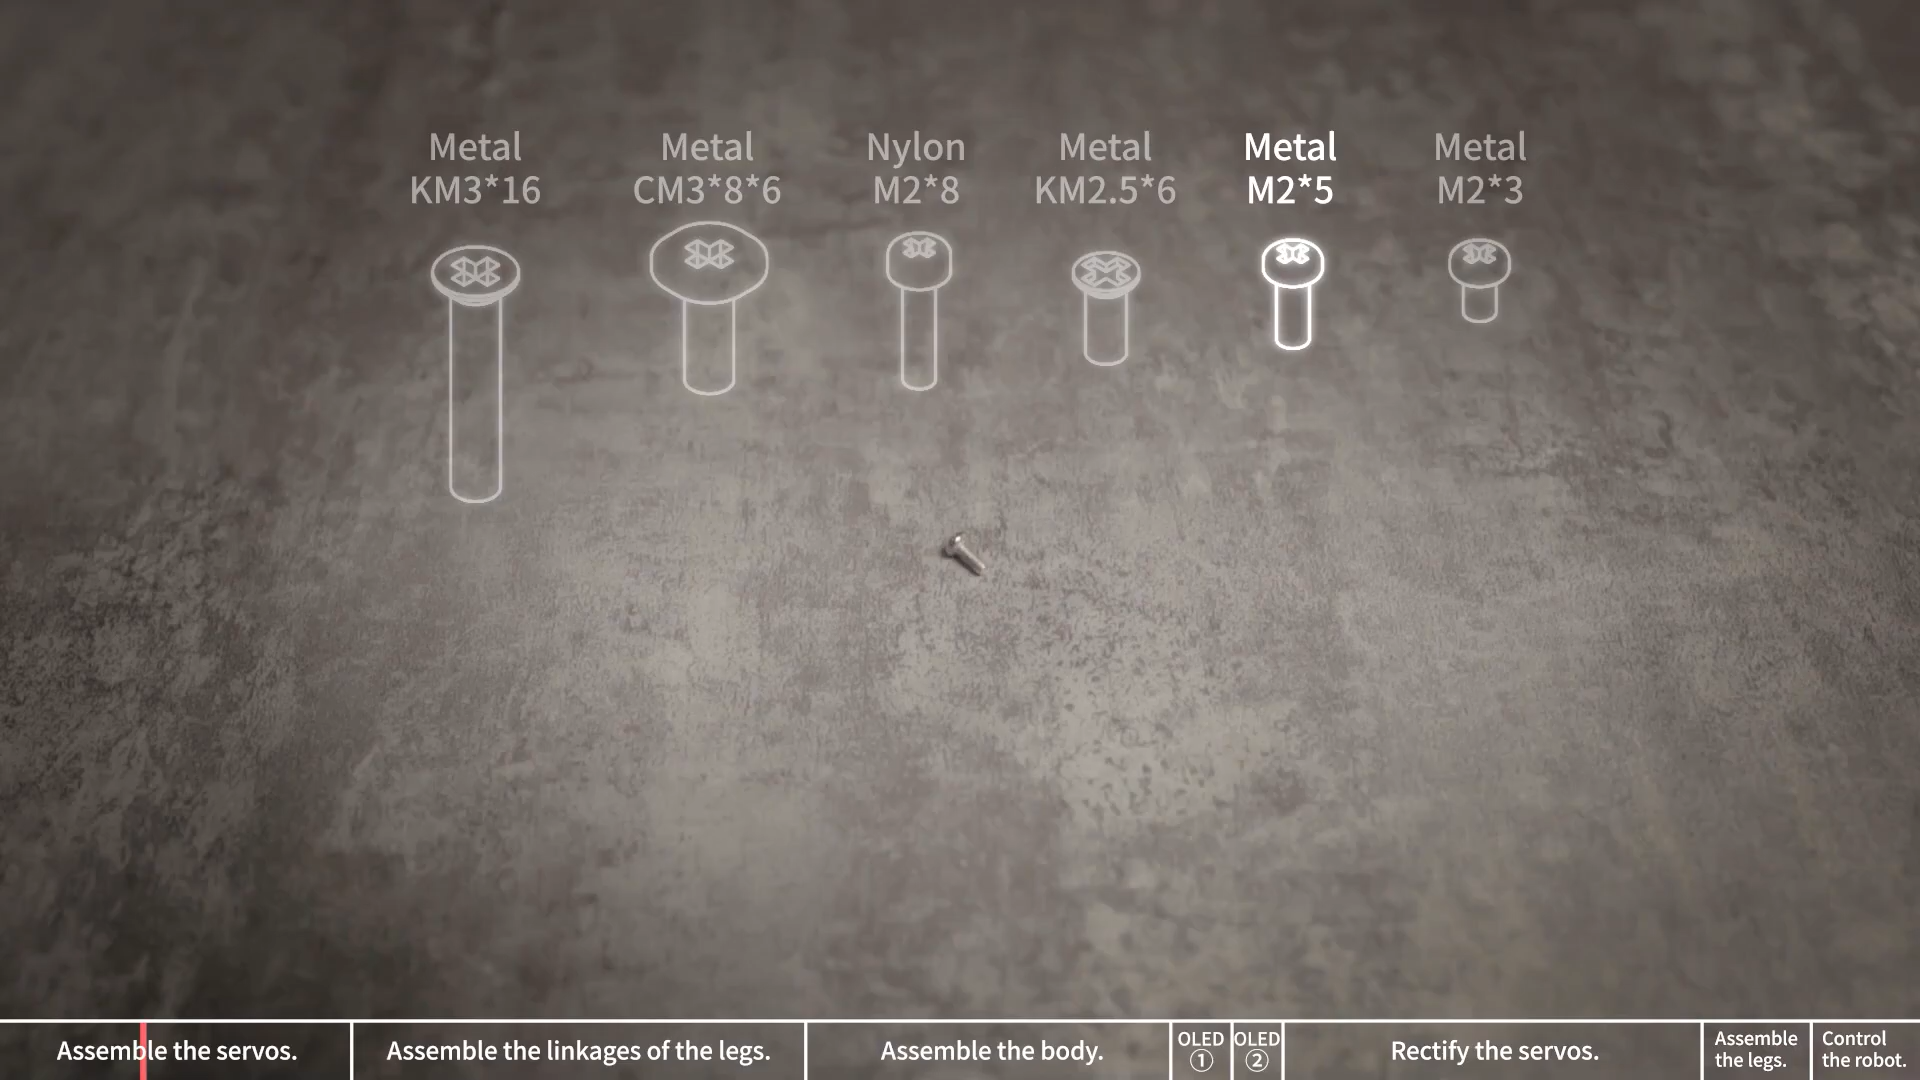 Metal
KM3*16
Metal
CM3*8*6
Nylon
M2*8
Metal
KM2.5*6
Metal
M2*5
Metal
M2*3
Assemble the servos.
Assemble the linkages of the legs.
Assemble the body.
OLED
①
OLED
②
Rectify the servos.
Assemble
the legs.
Control
the robot.